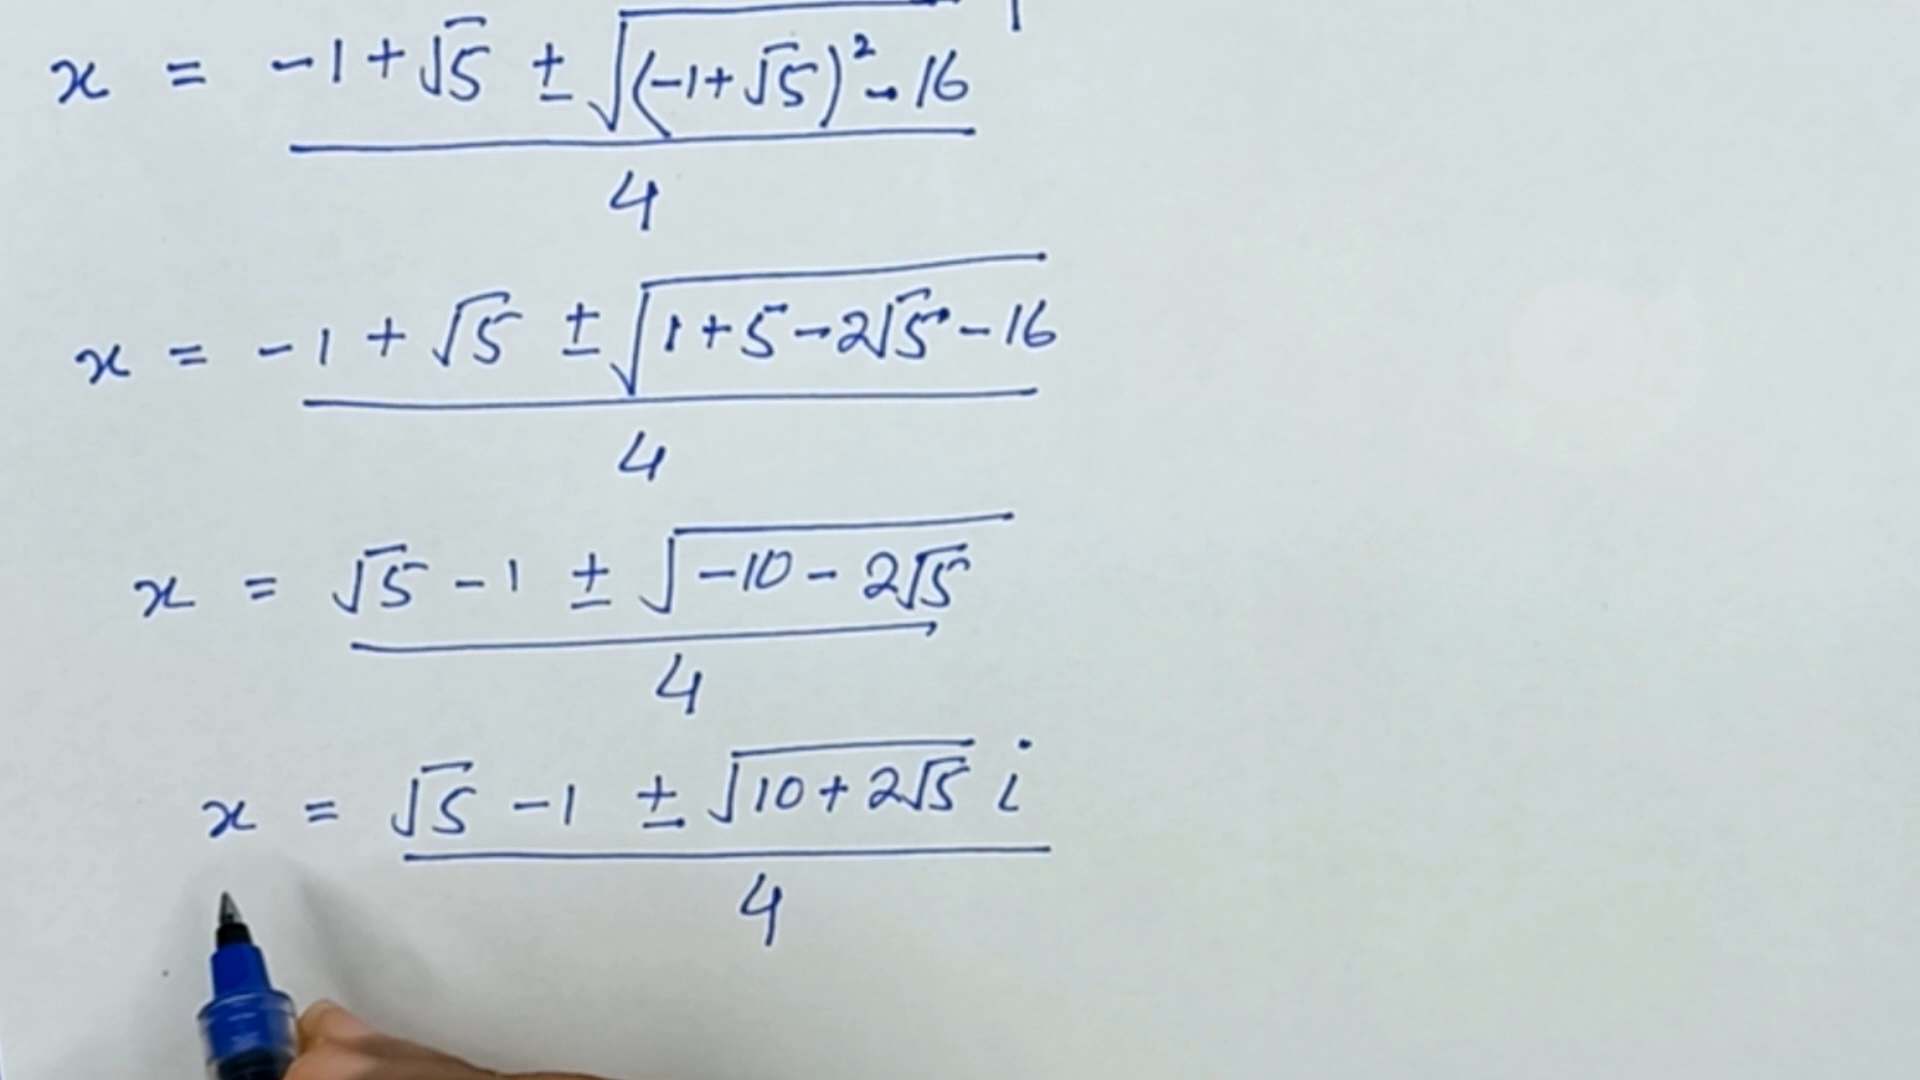 x = -1+√5 ± √((-1+√5)² - 16)
4
x = -1 + √5 ± √(1+5-2√5-16)
4
x = √5 - 1 ± √(-10-2√5)
4
x = √5 - 1 ± √(10+2√5) i
4